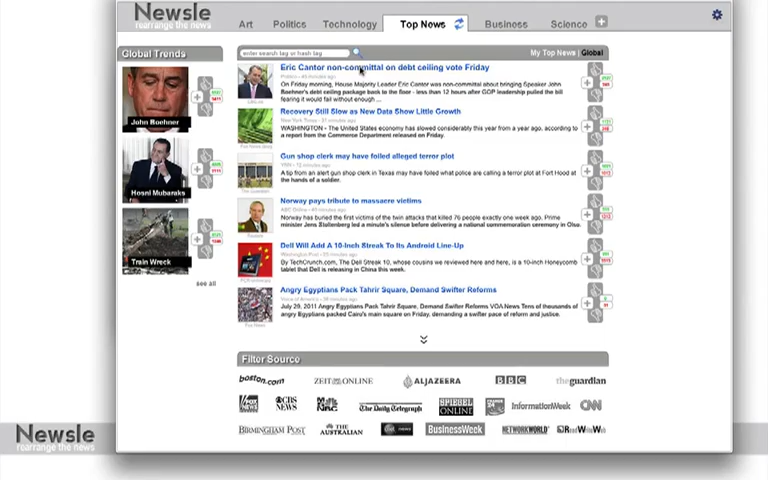 Newsle
rearrange the news
Art
Politics
Technology
Top News
Business
Science
Global Trends
enter search tag or hash tag
My Top News | Global
John Boehner
Hosni Mubaraks
Train Wreck
see all
Eric Cantor non-committal on debt ceiling vote Friday
On Friday morning, House Majority Leader Eric Cantor was non-committal about bringing Speaker John
Boehner's debt ceiling package back to the floor - less than 12 hours after GOP leadership pulled the bill
fearing it would fail without enough ...
Recovery Still Slow as New Data Show Little Growth
WASHINGTON - The United States economy has slowed considerably this year from a year ago, according to
a report from the Commerce Department released on Friday.
Gun shop clerk may have foiled alleged terror plot
A tip from an alert gun shop clerk in Texas may have foiled what police are calling a terror plot at Fort Hood at
the hands of a soldier.
Norway pays tribute to massacre victims
Norway has buried the first victims of the twin attacks that killed 76 people exactly one week ago. Prime
minister Jens Stoltenberg led a minute's silence before delivering a national commemoration ceremony in Oslo.
Dell Will Add A 10-Inch Streak To Its Android Line-Up
By TechCrunch.com, The Dell Streak 10, whose cousins we reviewed here and here, is a 10-inch Honeycomb
tablet that Dell is releasing in China this week.
Angry Egyptians Pack Tahrir Square, Demand Swifter Reforms
July 26, 2011 Angry Egyptians Pack Tahrir Square, Demand Swifter Reforms VOA News Tens of thousands of
angry Egyptians packed Cairo's main square on Friday, demanding a swifter pace of reform and justice.
Filter Source
boston.com
ZEIT ONLINE
ALJAZEERA
BBC
theguardian
FOX NEWS
CBS NEWS
MSNBC
The Daily Telegraph
SPIEGEL ONLINE
FRANCE 24
InformationWeek
CNN
BIRMINGHAM POST
THE AUSTRALIAN
BusinessWeek
NETWORKWORLD
ReadWriteWeb
Newsle
rearrange the news